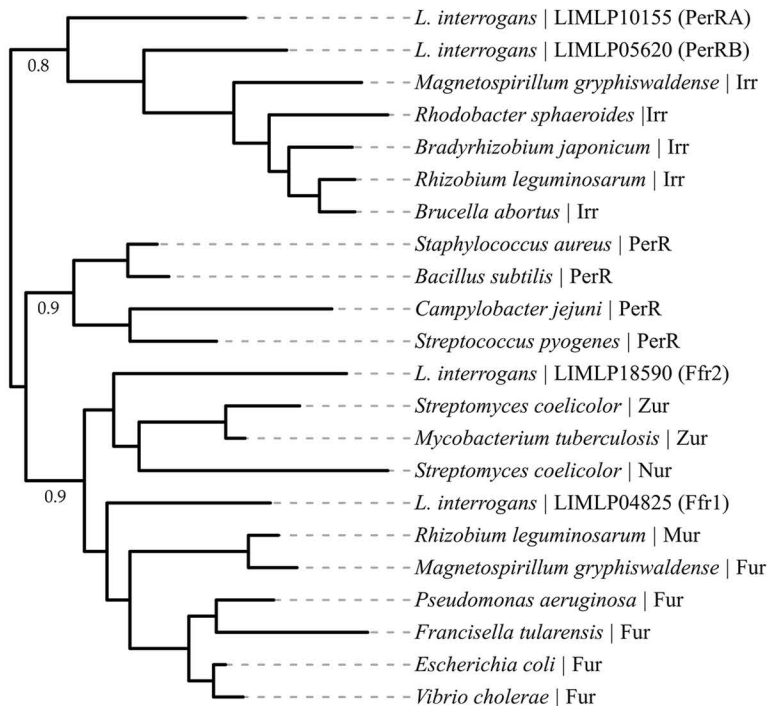 L. interrogans | LIMLP10155 (PerRA)
0.8
L. interrogans | LIMLP05620 (PerRB)
Magnetospirillum gryphiswaldense | Irr
Rhodobacter sphaeroides |Irr
Bradyrhizobium japonicum | Irr
Rhizobium leguminosarum | Irr
Brucella abortus | Irr
Staphylococcus aureus | PerR
Bacillus subtilis | PerR
0.9
Campylobacter jejuni | PerR
Streptococcus pyogenes | PerR
L. interrogans | LIMLP18590 (Ffr2)
Streptomyces coelicolor | Zur
Mycobacterium tuberculosis | Zur
Streptomyces coelicolor | Nur
0.9
L. interrogans | LIMLP04825 (Ffr1)
Rhizobium leguminosarum | Mur
Magnetospirillum gryphiswaldense | Fur
Pseudomonas aeruginosa | Fur
Francisella tularensis | Fur
Escherichia coli | Fur
Vibrio cholerae | Fur